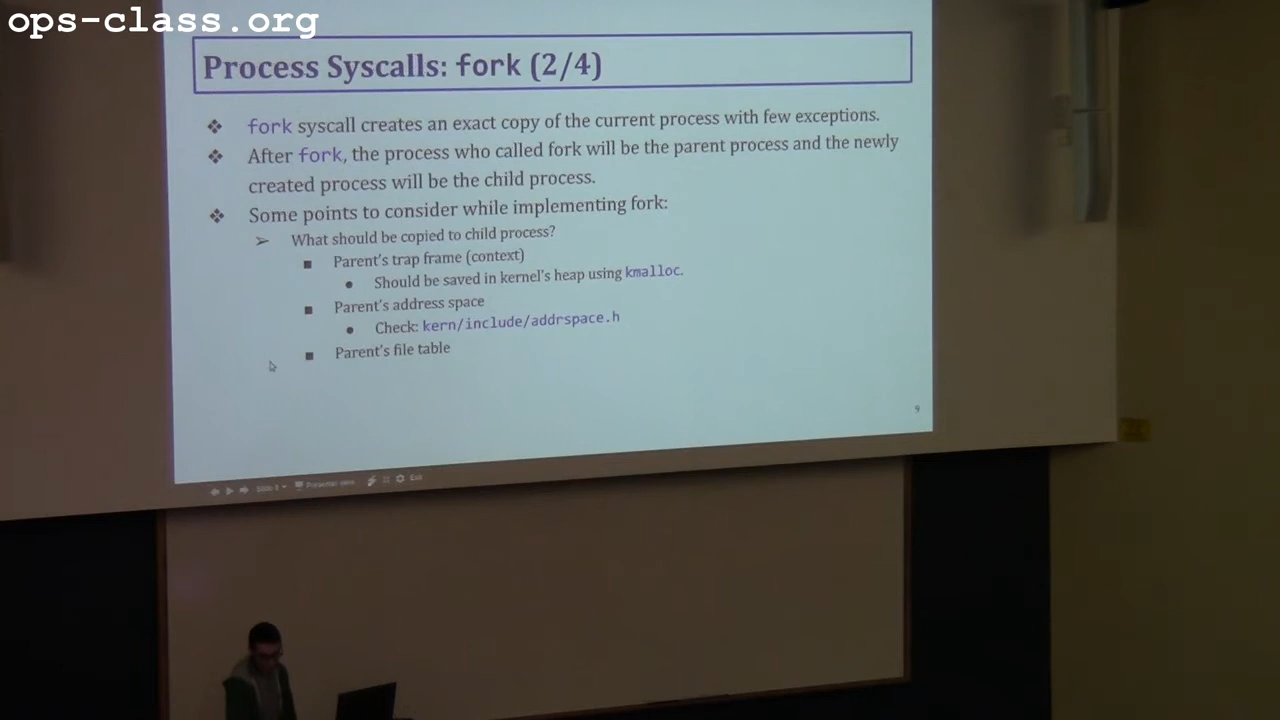 ops-class.org
Process Syscalls: fork (2/4)
❖ fork syscall creates an exact copy of the current process with few exceptions.
❖ After fork, the process who called fork will be the parent process and the newly
created process will be the child process.
❖ Some points to consider while implementing fork:
➢ What should be copied to child process?
■ Parent's trap frame (context)
● Should be saved in kernel's heap using kmalloc.
■ Parent's address space
● Check: kern/include/addrspace.h
■ Parent's file table
9
Presenter view
Exit